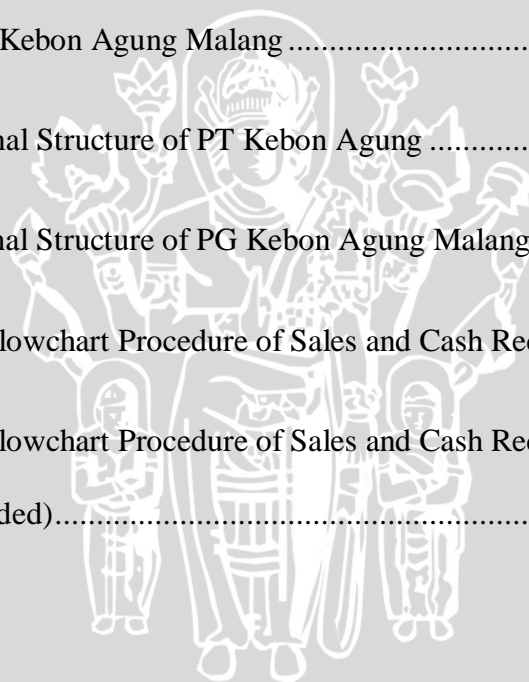 Kebon Agung Malang ..............................
nal Structure of PT Kebon Agung ............
nal Structure of PG Kebon Agung Malang
lowchart Procedure of Sales and Cash Re
lowchart Procedure of Sales and Cash Re
ded)......................................................